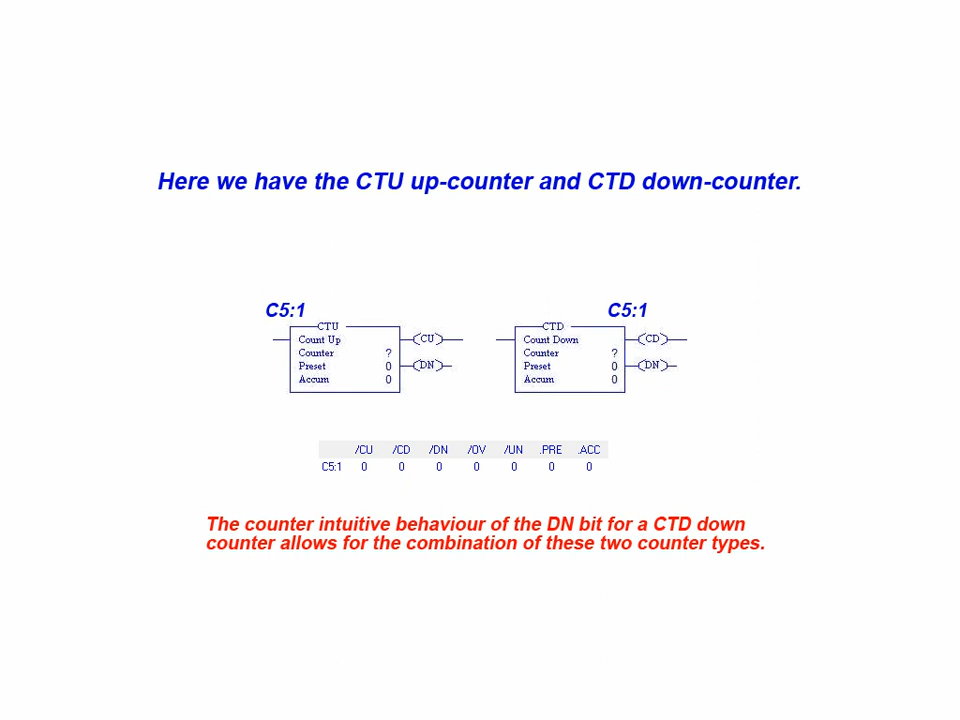 Here we have the CTU up-counter and CTD down-counter.
C5:1 C5:1
CTU CTD
Count Up CU Count Down CD
Counter ? Counter ?
Preset 0 DN Preset 0 DN
Accum 0 Accum 0
/CU /CD /DN /OV /UN .PRE .ACC
C5:1 0 0 0 0 0 0 0
The counter intuitive behaviour of the DN bit for a CTD down
counter allows for the combination of these two counter types.